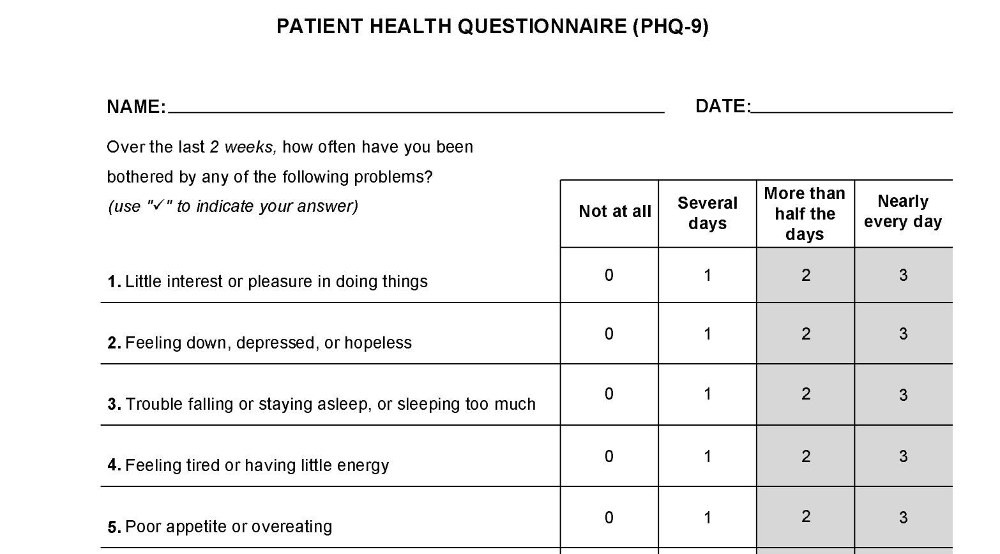 PATIENT HEALTH QUESTIONNAIRE (PHQ-9)
NAME: DATE:
Over the last 2 weeks, how often have you been
bothered by any of the following problems?
(use "✓" to indicate your answer)
Not at all
Several
days
More than
half the
days
Nearly
every day
1. Little interest or pleasure in doing things 0 1 2 3
2. Feeling down, depressed, or hopeless 0 1 2 3
3. Trouble falling or staying asleep, or sleeping too much 0 1 2 3
4. Feeling tired or having little energy 0 1 2 3
5. Poor appetite or overeating 0 1 2 3